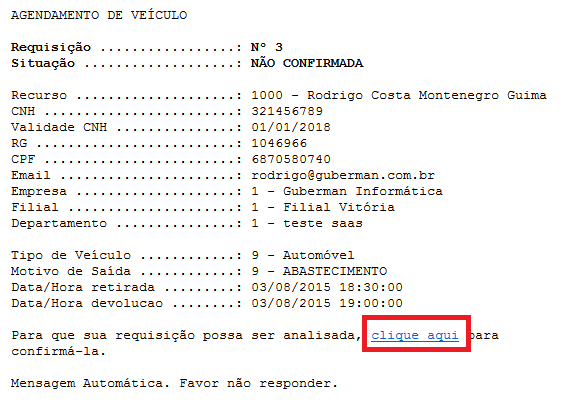 AGENDAMENTO DE VEÍCULO
Requisição .................: Nº 3
Situação ...................: NÃO CONFIRMADA
Recurso ....................: 1000 - Rodrigo Costa Montenegro Guima
CNH ........................: 321456789
Validade CNH ...............: 01/01/2018
RG .........................: 1046966
CPF ........................: 6870580740
Email ......................: rodrigo@guberman.com.br
Empresa ....................: 1 - Guberman Informática
Filial .....................: 1 - Filial Vitória
Departamento ...............: 1 - teste saas
Tipo de Veículo ............: 9 - Automóvel
Motivo de Saída ............: 9 - ABASTECIMENTO
Data/Hora retirada .........: 03/08/2015 18:30:00
Data/Hora devolucao ........: 03/08/2015 19:00:00
Para que sua requisição possa ser analisada, clique aqui para
confirmá-la.
Mensagem Automática. Favor não responder.